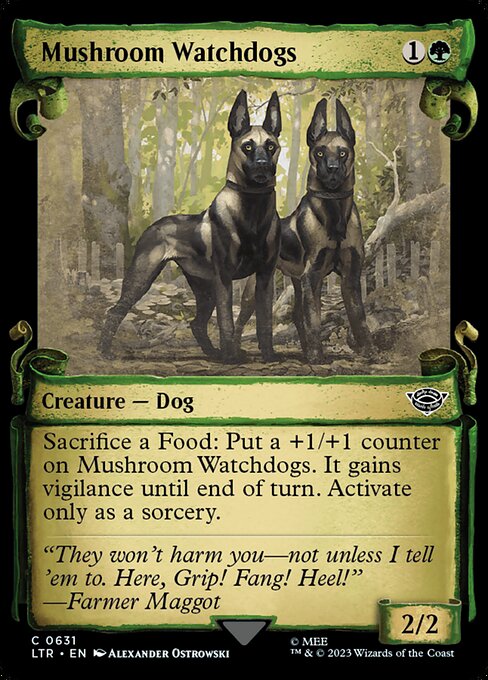 Mushroom Watchdogs 1
Creature — Dog
Sacrifice a Food: Put a +1/+1 counter
on Mushroom Watchdogs. It gains
vigilance until end of turn. Activate
only as a sorcery.
“They won’t harm you—not unless I tell
’em to. Here, Grip! Fang! Heel!”
—Farmer Maggot
2/2
C 0631
LTR • EN ALEXANDER OSTROWSKI
© MEE
™ & © 2023 Wizards of the Coast